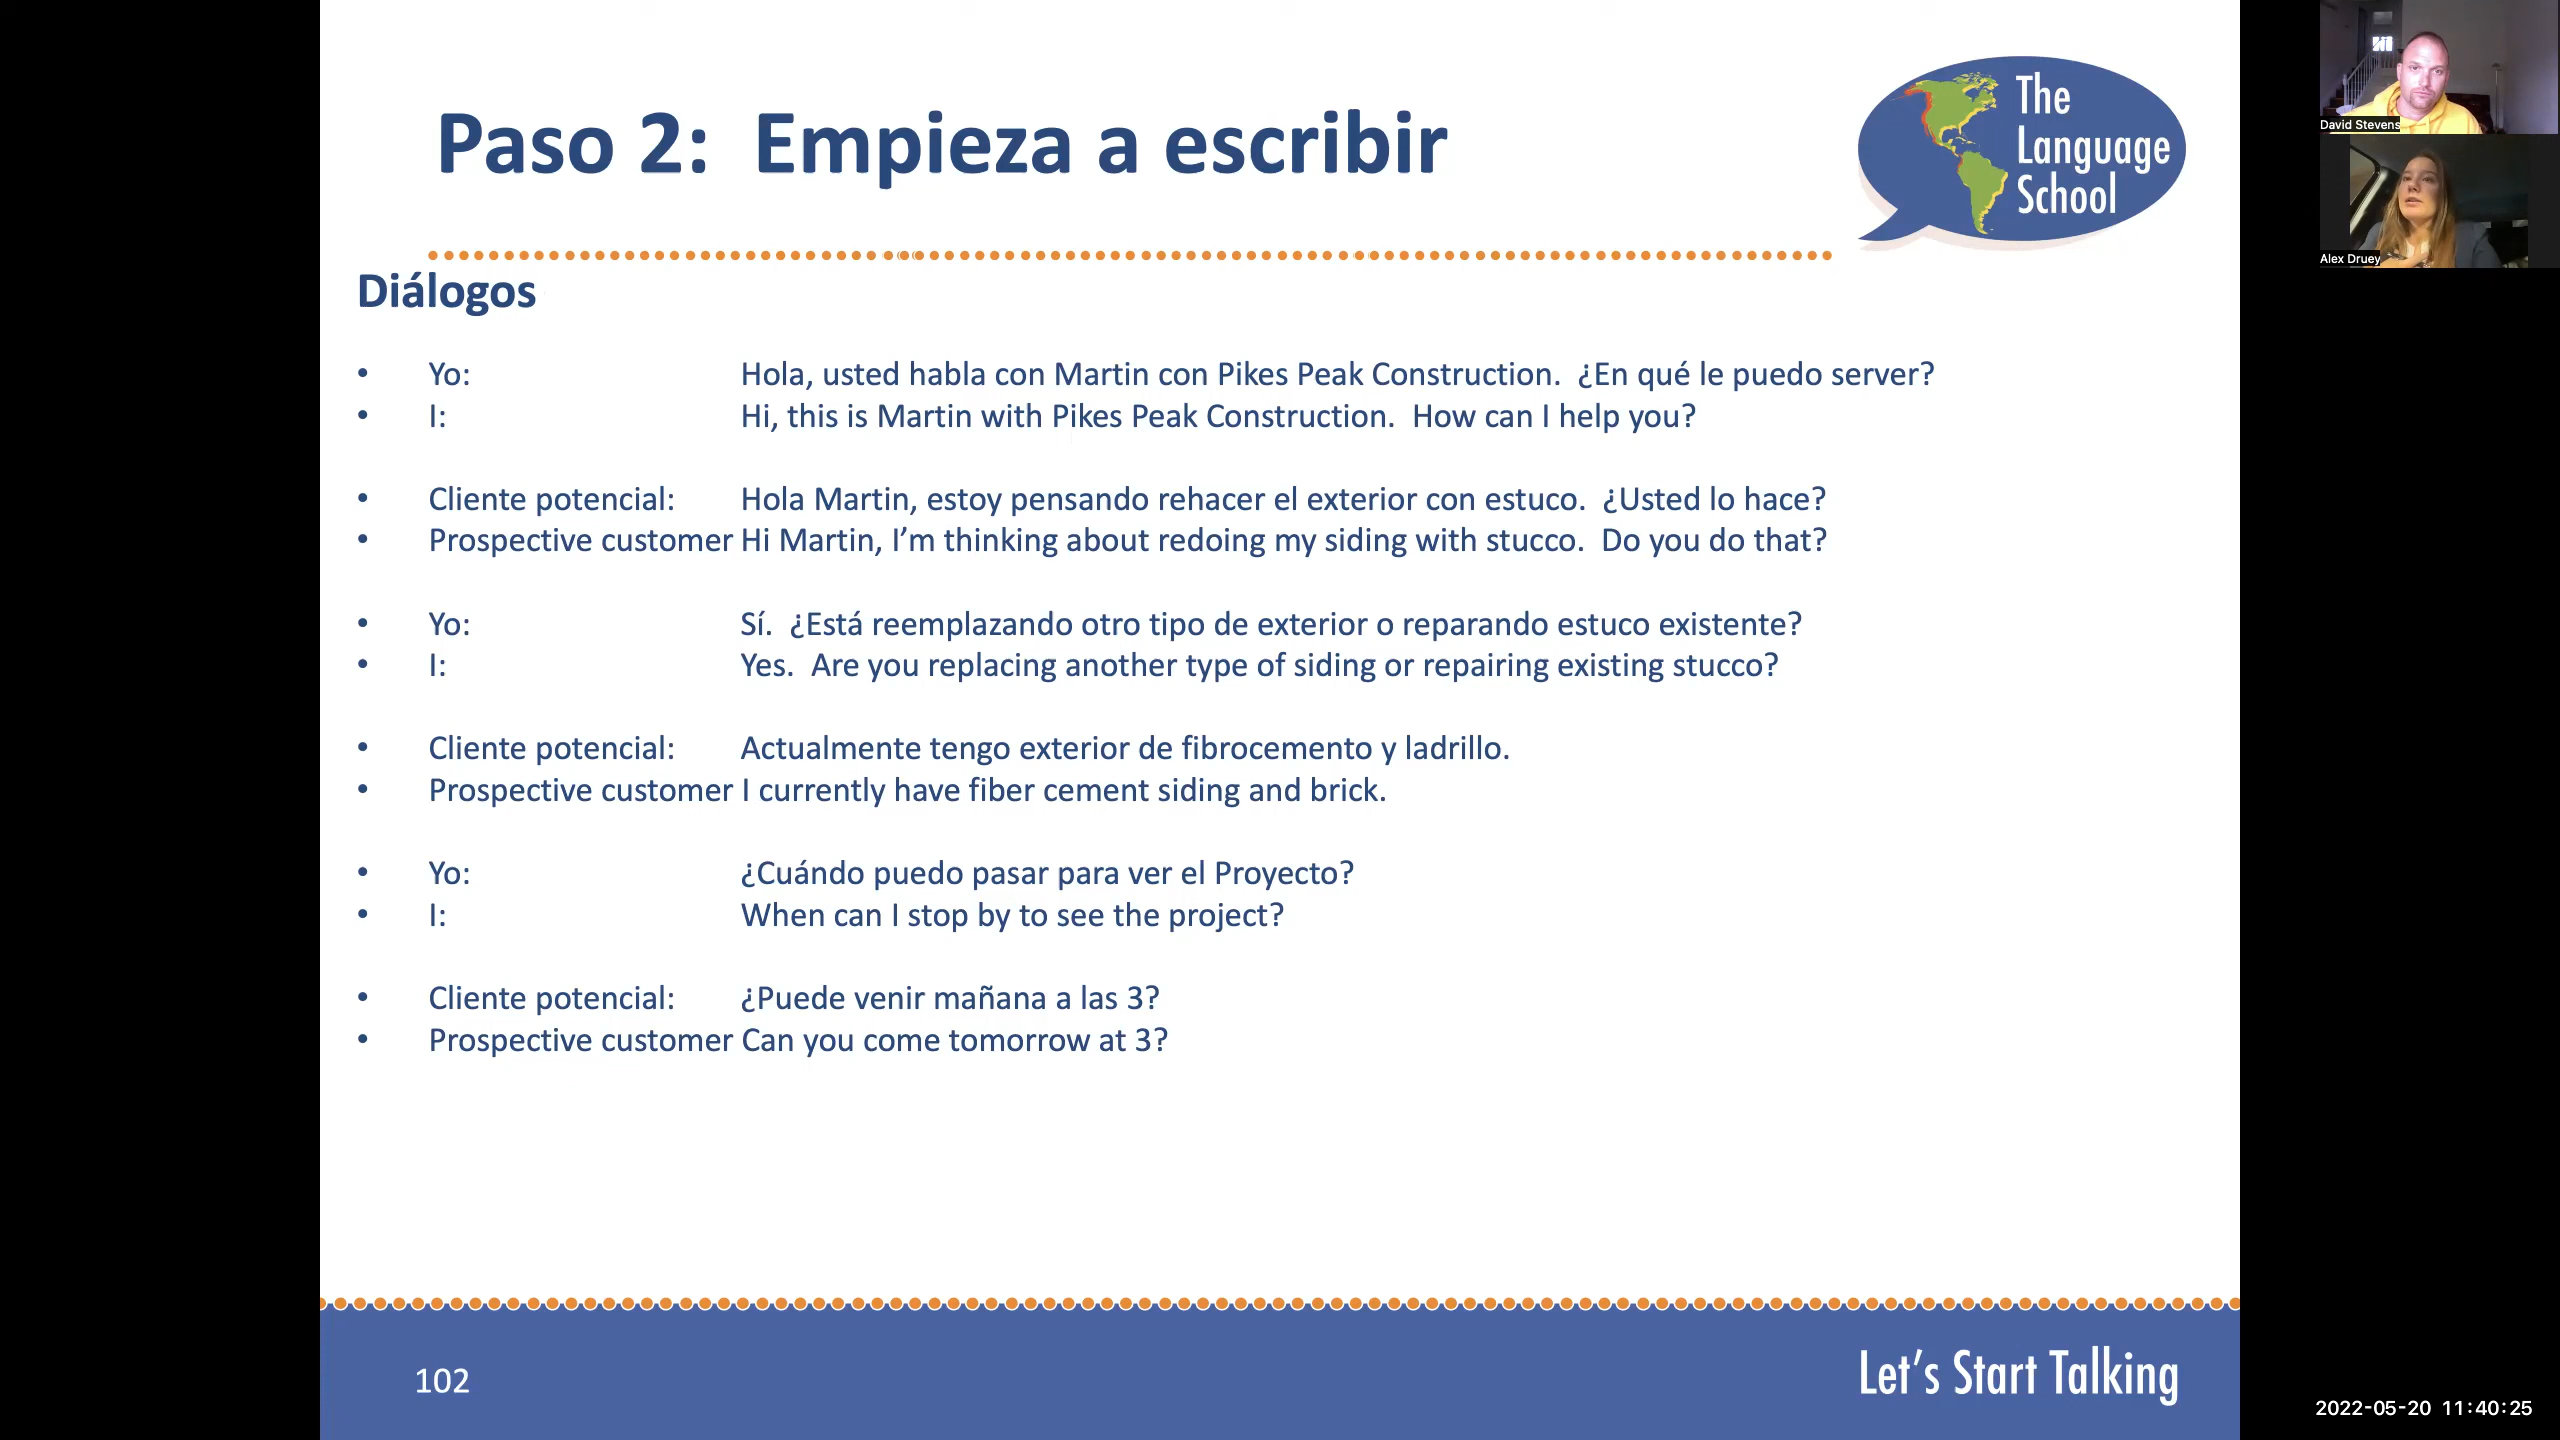 Paso 2:  Empieza a escribir
The
Language
School
David Stevens
Alex Druey
Diálogos
• Yo: Hola, usted habla con Martin con Pikes Peak Construction.  ¿En qué le puedo server?
• I: Hi, this is Martin with Pikes Peak Construction.  How can I help you?
• Cliente potencial: Hola Martin, estoy pensando rehacer el exterior con estuco.  ¿Usted lo hace?
• Prospective customer Hi Martin, I’m thinking about redoing my siding with stucco.  Do you do that?
• Yo: Sí.  ¿Está reemplazando otro tipo de exterior o reparando estuco existente?
• I: Yes.  Are you replacing another type of siding or repairing existing stucco?
• Cliente potencial: Actualmente tengo exterior de fibrocemento y ladrillo.
• Prospective customer I currently have fiber cement siding and brick.
• Yo: ¿Cuándo puedo pasar para ver el Proyecto?
• I: When can I stop by to see the project?
• Cliente potencial: ¿Puede venir mañana a las 3?
• Prospective customer Can you come tomorrow at 3?
102
Let’s Start Talking
2022-05-20 11:40:25